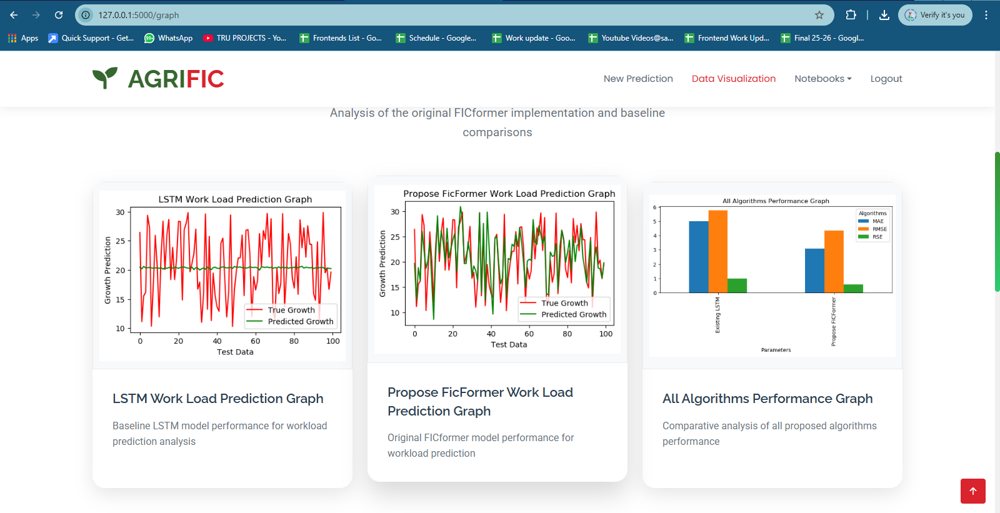 127.0.0.1:5000/graph
Verify it's you
Apps
Quick Support - Get...
99+
WhatsApp
TRU PROJECTS - Yo...
Frontends List - Go...
Schedule - Google...
Work update - Goo...
Youtube Videos@sa...
Frontend Work Upd...
Final 25-26 - Googl...
AGRIFIC
New Prediction
Data Visualization
Notebooks
Logout
Analysis of the original FICformer implementation and baseline
comparisons
LSTM Work Load Prediction Graph
Growth Prediction
30
25
20
15
10
True Growth
Predicted Growth
0 20 40 60 80 100
Test Data
LSTM Work Load Prediction Graph
Baseline LSTM model performance for workload
prediction analysis
Propose FicFormer Work Load Prediction Graph
Growth Prediction
30
25
20
15
10
True Growth
Predicted Growth
0 20 40 60 80 100
Test Data
Propose FicFormer Work Load
Prediction Graph
Original FICformer model performance for
workload prediction
All Algorithms Performance Graph
6
5
4
3
2
1
0
Algorithms
MAE
RMSE
RSE
Existing LSTM
Propose FICFormer
Parameters
All Algorithms Performance Graph
Comparative analysis of all proposed algorithms
performance